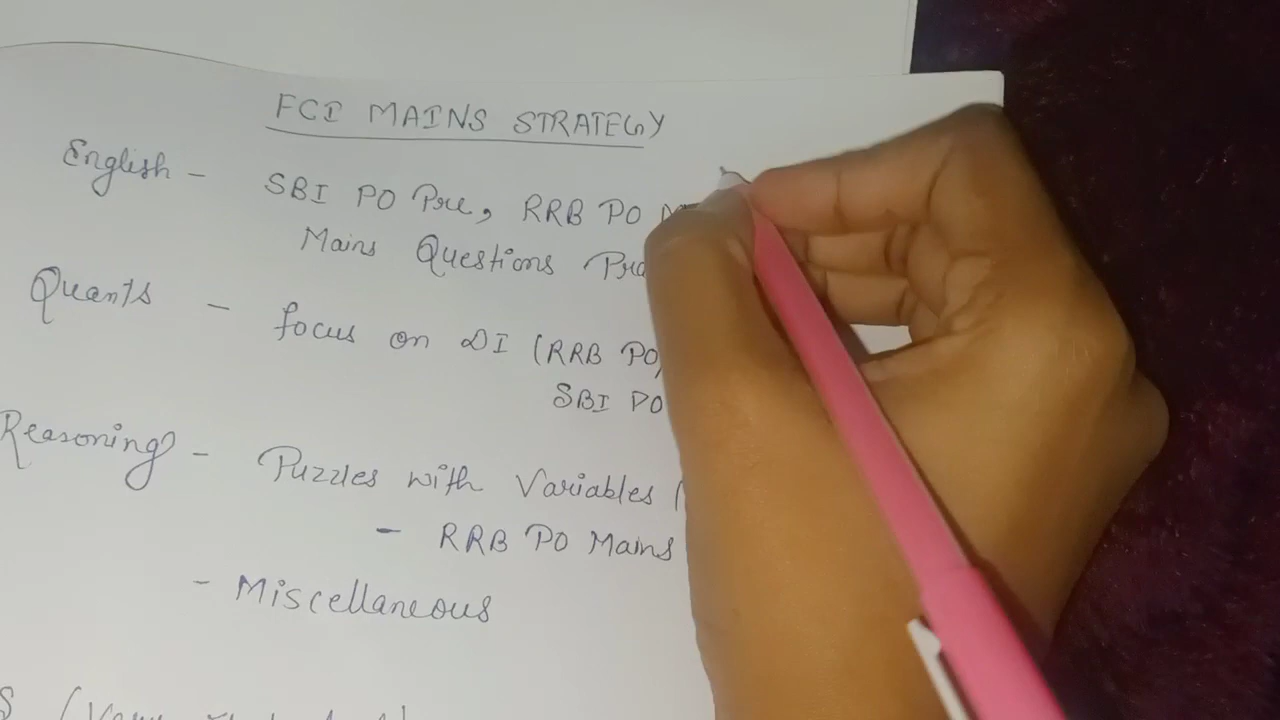 FCI MAINS STRATEGY
English - SBI PO Pre, RRB PO
Mains Questions
Quants - focus on DI (RRB PO
SBI PO
Reasoning - Puzzles with Variables (
- RRB PO Mains
- Miscellaneous